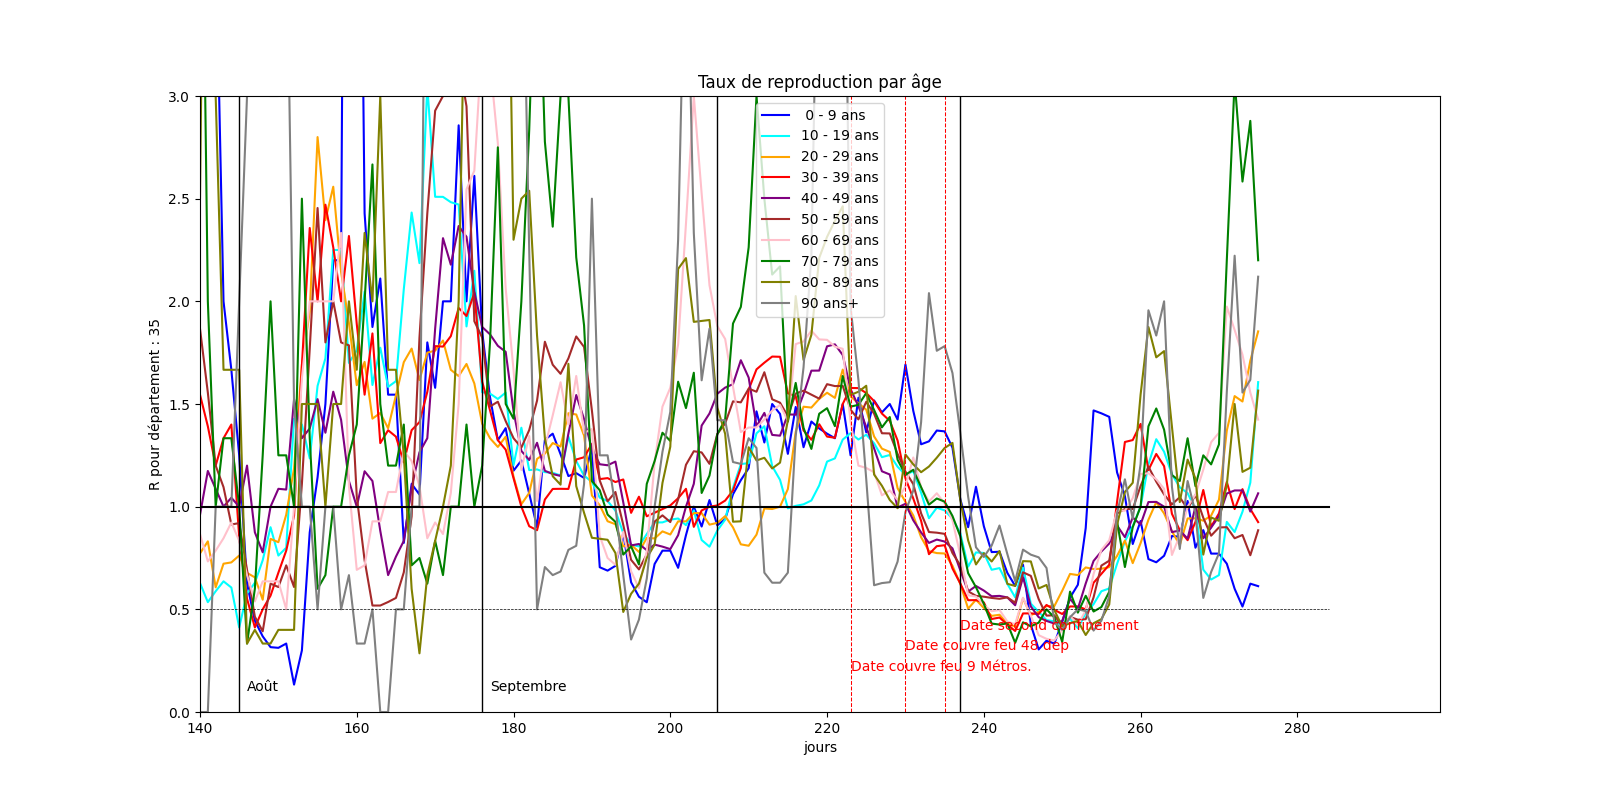 Taux de reproduction par âge
R pour département : 35
3.0
2.5
2.0
1.5
1.0
0.5
0.0
0 - 9 ans
10 - 19 ans
20 - 29 ans
30 - 39 ans
40 - 49 ans
50 - 59 ans
60 - 69 ans
70 - 79 ans
80 - 89 ans
90 ans+
Date second confinement
Date couvre feu 48 dep
Date couvre feu 9 Métros.
Août
Septembre
140 160 180 200 220 240 260 280
jours